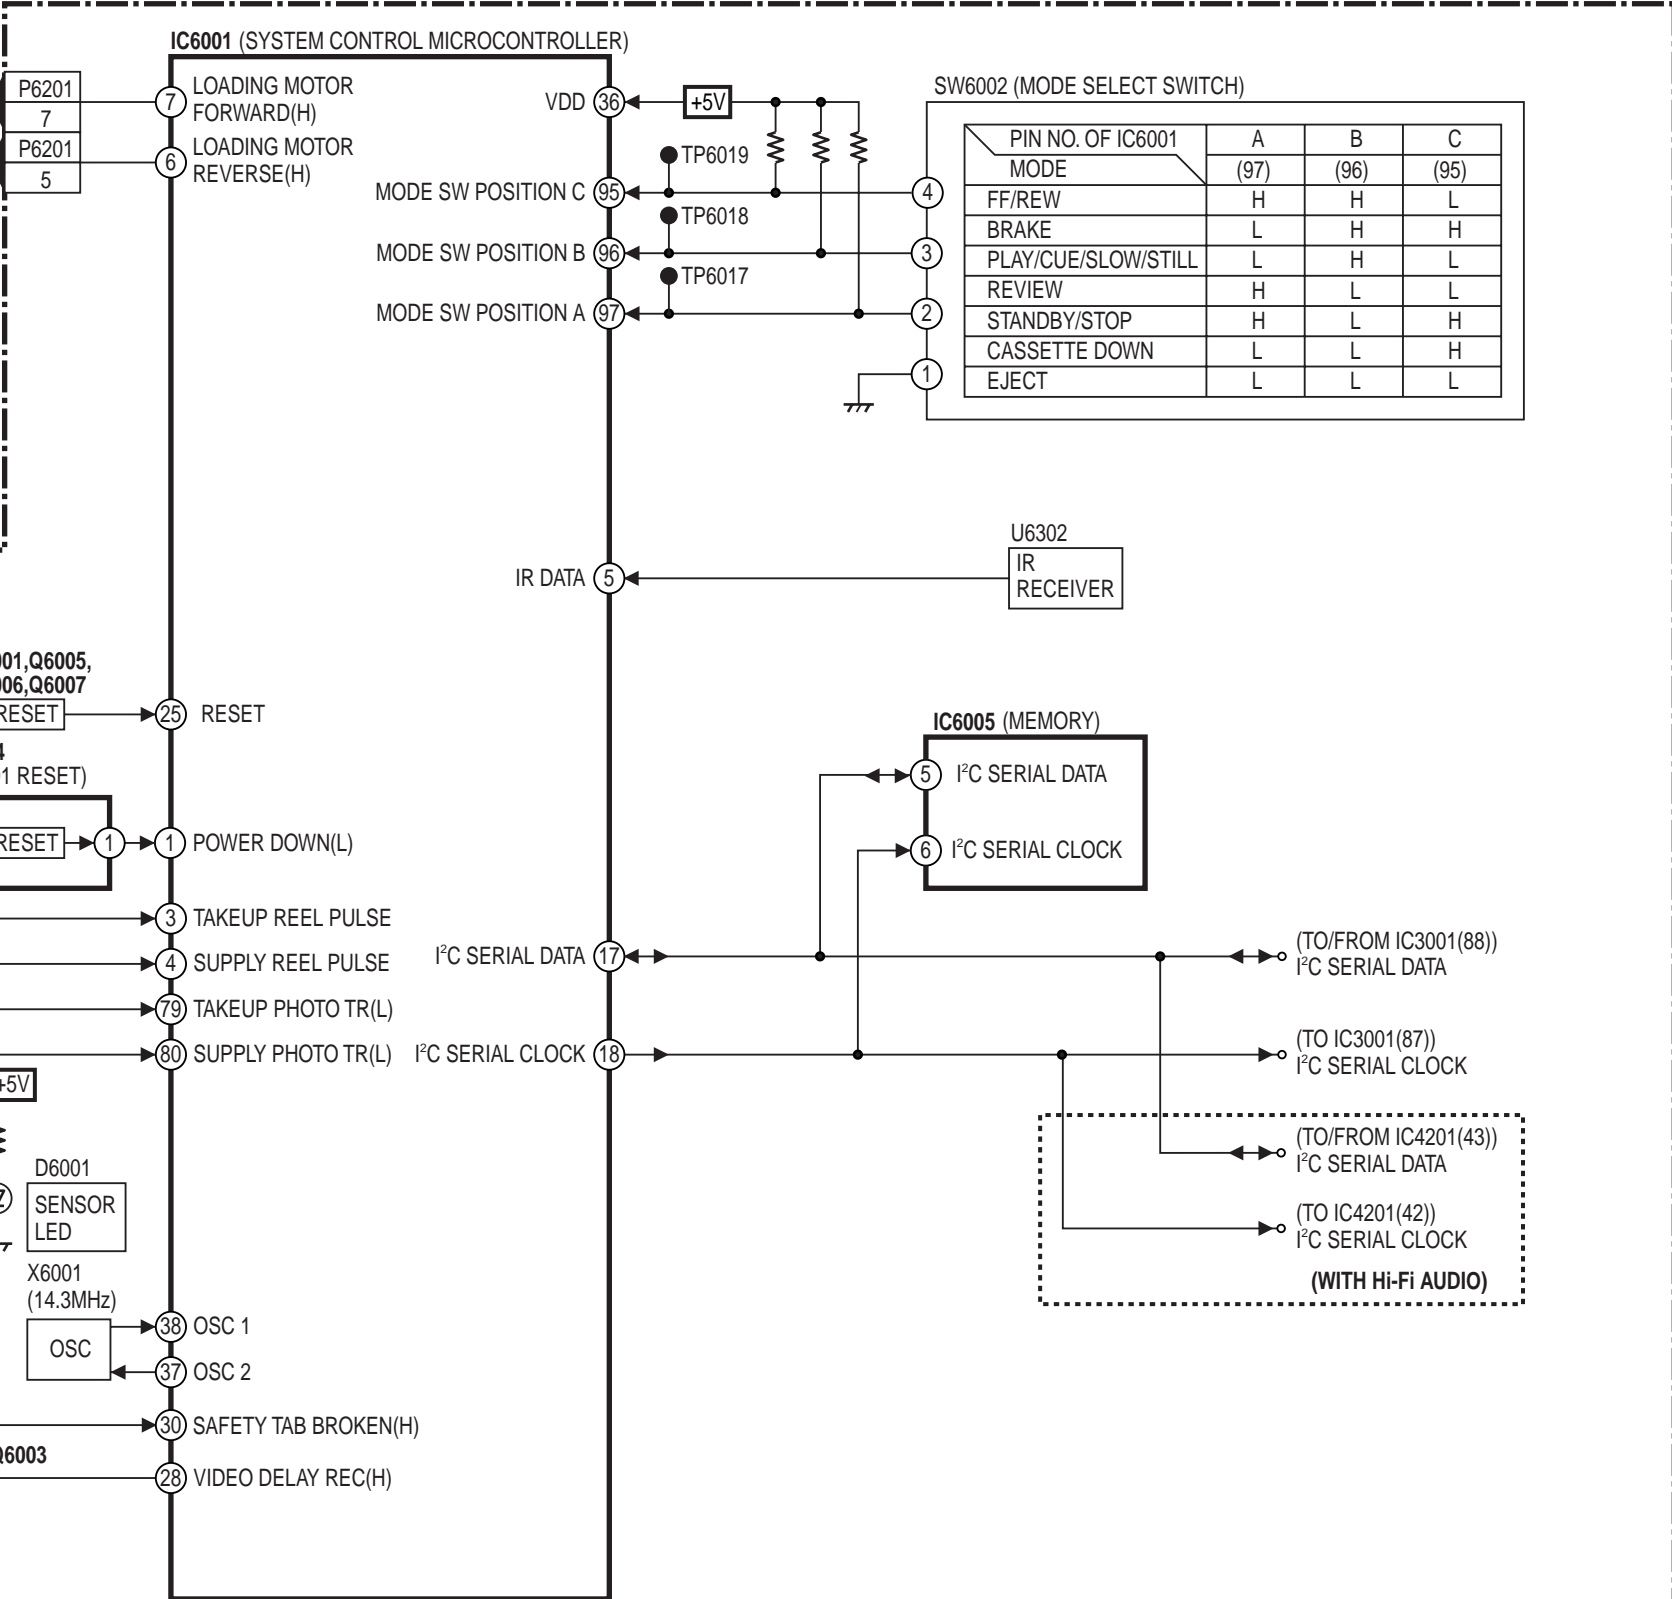 IC6001 (SYSTEM CONTROL MICROCONTROLLER)
P6201
7
P6201
5
7
LOADING MOTOR
FORWARD(H)
6
LOADING MOTOR
REVERSE(H)
VDD 36 +5V
TP6019
MODE SW POSITION C 95
TP6018
MODE SW POSITION B 96
TP6017
MODE SW POSITION A 97
SW6002 (MODE SELECT SWITCH)
4
3
2
1
PIN NO. OF IC6001 A B C
MODE (97) (96) (95)
FF/REW H H L
BRAKE L H H
PLAY/CUE/SLOW/STILL L H L
REVIEW H L L
STANDBY/STOP H L H
CASSETTE DOWN L L H
EJECT L L L
IR DATA 5
U6302
IR
RECEIVER
001,Q6005,
006,Q6007
RESET 25 RESET
4
1 RESET)
RESET 1 1 POWER DOWN(L)
3 TAKEUP REEL PULSE
4 SUPPLY REEL PULSE
79 TAKEUP PHOTO TR(L)
80 SUPPLY PHOTO TR(L)
I²C SERIAL DATA 17
I²C SERIAL CLOCK 18
IC6005 (MEMORY)
5 I²C SERIAL DATA
6 I²C SERIAL CLOCK
(TO/FROM IC3001(88))
I²C SERIAL DATA
(TO IC3001(87))
I²C SERIAL CLOCK
(TO/FROM IC4201(43))
I²C SERIAL DATA
(TO IC4201(42))
I²C SERIAL CLOCK
(WITH Hi-Fi AUDIO)
+5V
D6001
SENSOR
LED
X6001
(14.3MHz)
OSC
38 OSC 1
37 OSC 2
30 SAFETY TAB BROKEN(H)
Q6003
28 VIDEO DELAY REC(H)